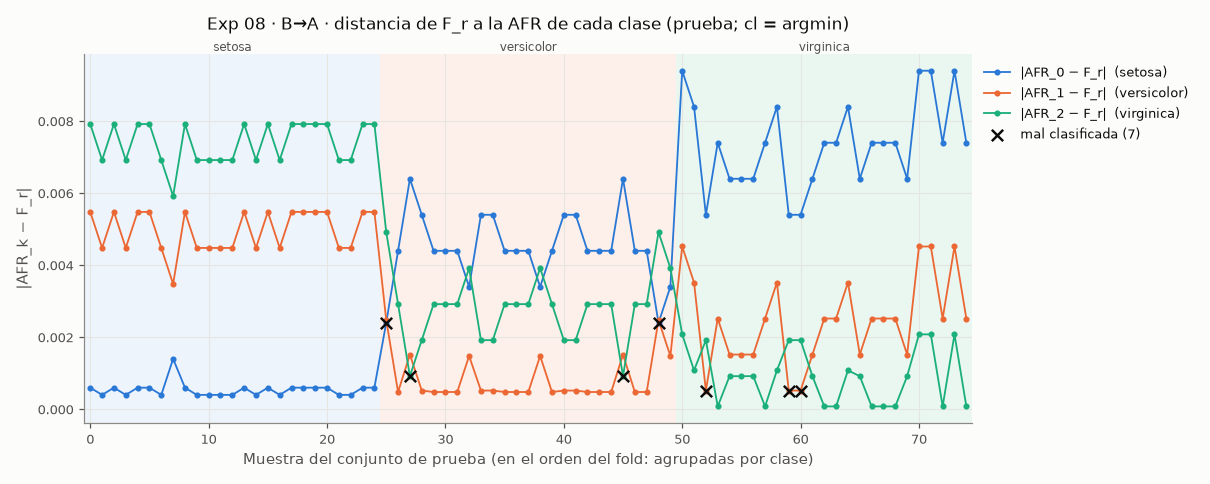 Exp 08 · B→A · distancia de F_r a la AFR de cada clase (prueba; cl = argmin)
setosa
versicolor
virginica
|AFR_0 − F_r| (setosa)
|AFR_1 − F_r| (versicolor)
|AFR_2 − F_r| (virginica)
mal clasificada (7)
|AFR_k − F_r|
0.008
0.006
0.004
0.002
0.000
0
10
20
30
40
50
60
70
Muestra del conjunto de prueba (en el orden del fold: agrupadas por clase)